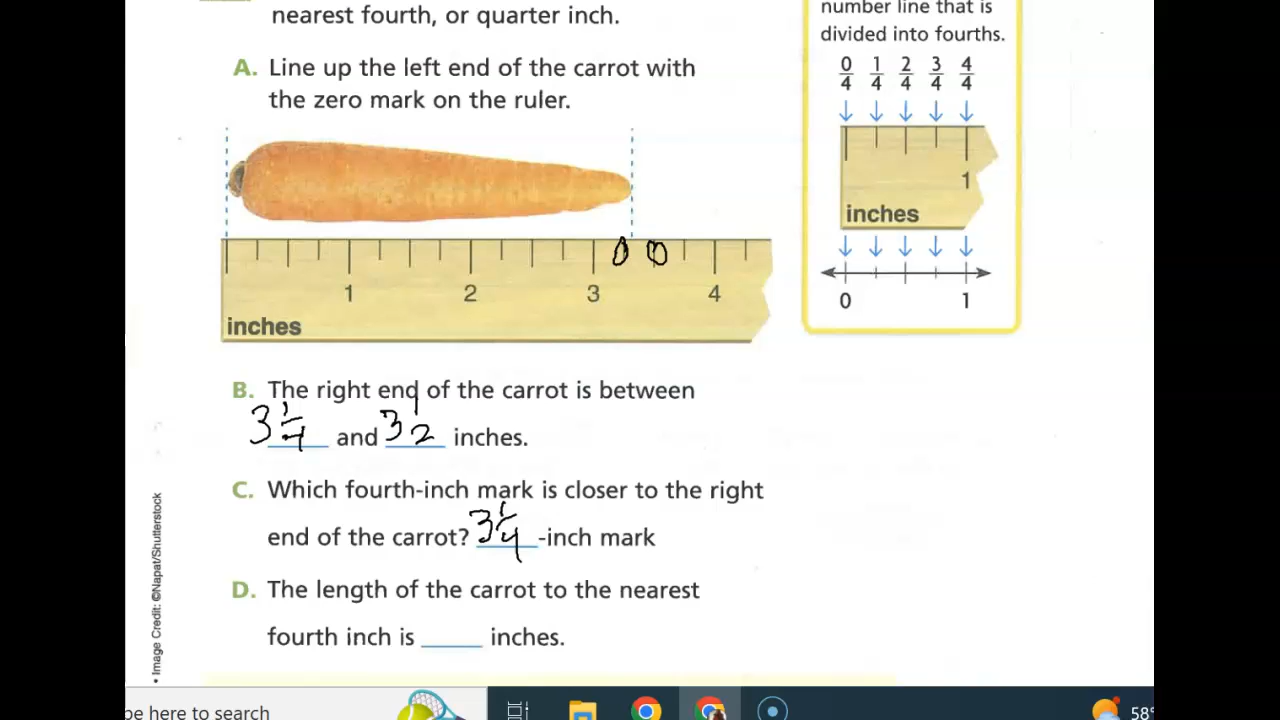 nearest fourth, or quarter inch.
A. Line up the left end of the carrot with
the zero mark on the ruler.
1 2 3 4
inches
B. The right end of the carrot is between
3 1/4 and 3 1/2 inches.
C. Which fourth-inch mark is closer to the right
end of the carrot? 3 1/4 -inch mark
D. The length of the carrot to the nearest
fourth inch is ____ inches.
number line that is
divided into fourths.
0/4 1/4 2/4 3/4 4/4
1
inches
0 1
• Image Credit: ©Napat/Shutterstock
pe here to search
58°